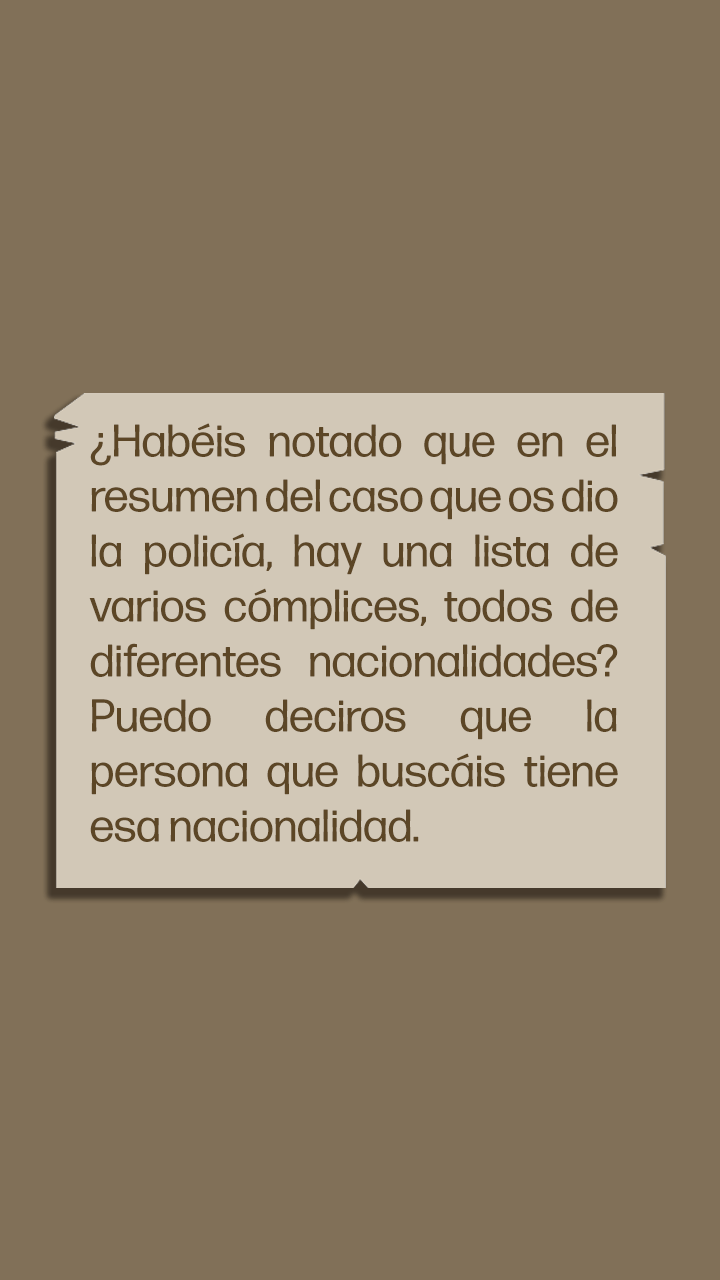 ¿Habéis notado que en el
resumen del caso que os dio
la policía, hay una lista de
varios cómplices, todos de
diferentes nacionalidades?
Puedo deciros que la
persona que buscáis tiene
esa nacionalidad.